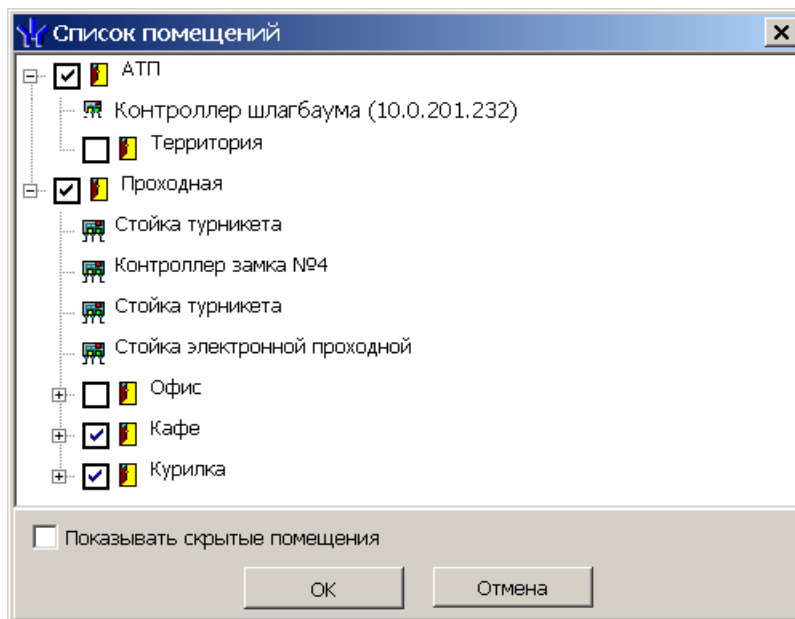 Список помещений
АТП
Контроллер шлагбаума (10.0.201.232)
Территория
Проходная
Стойка турникета
Контроллер замка №4
Стойка турникета
Стойка электронной проходной
Офис
Кафе
Курилка
Показывать скрытые помещения
OK
Отмена